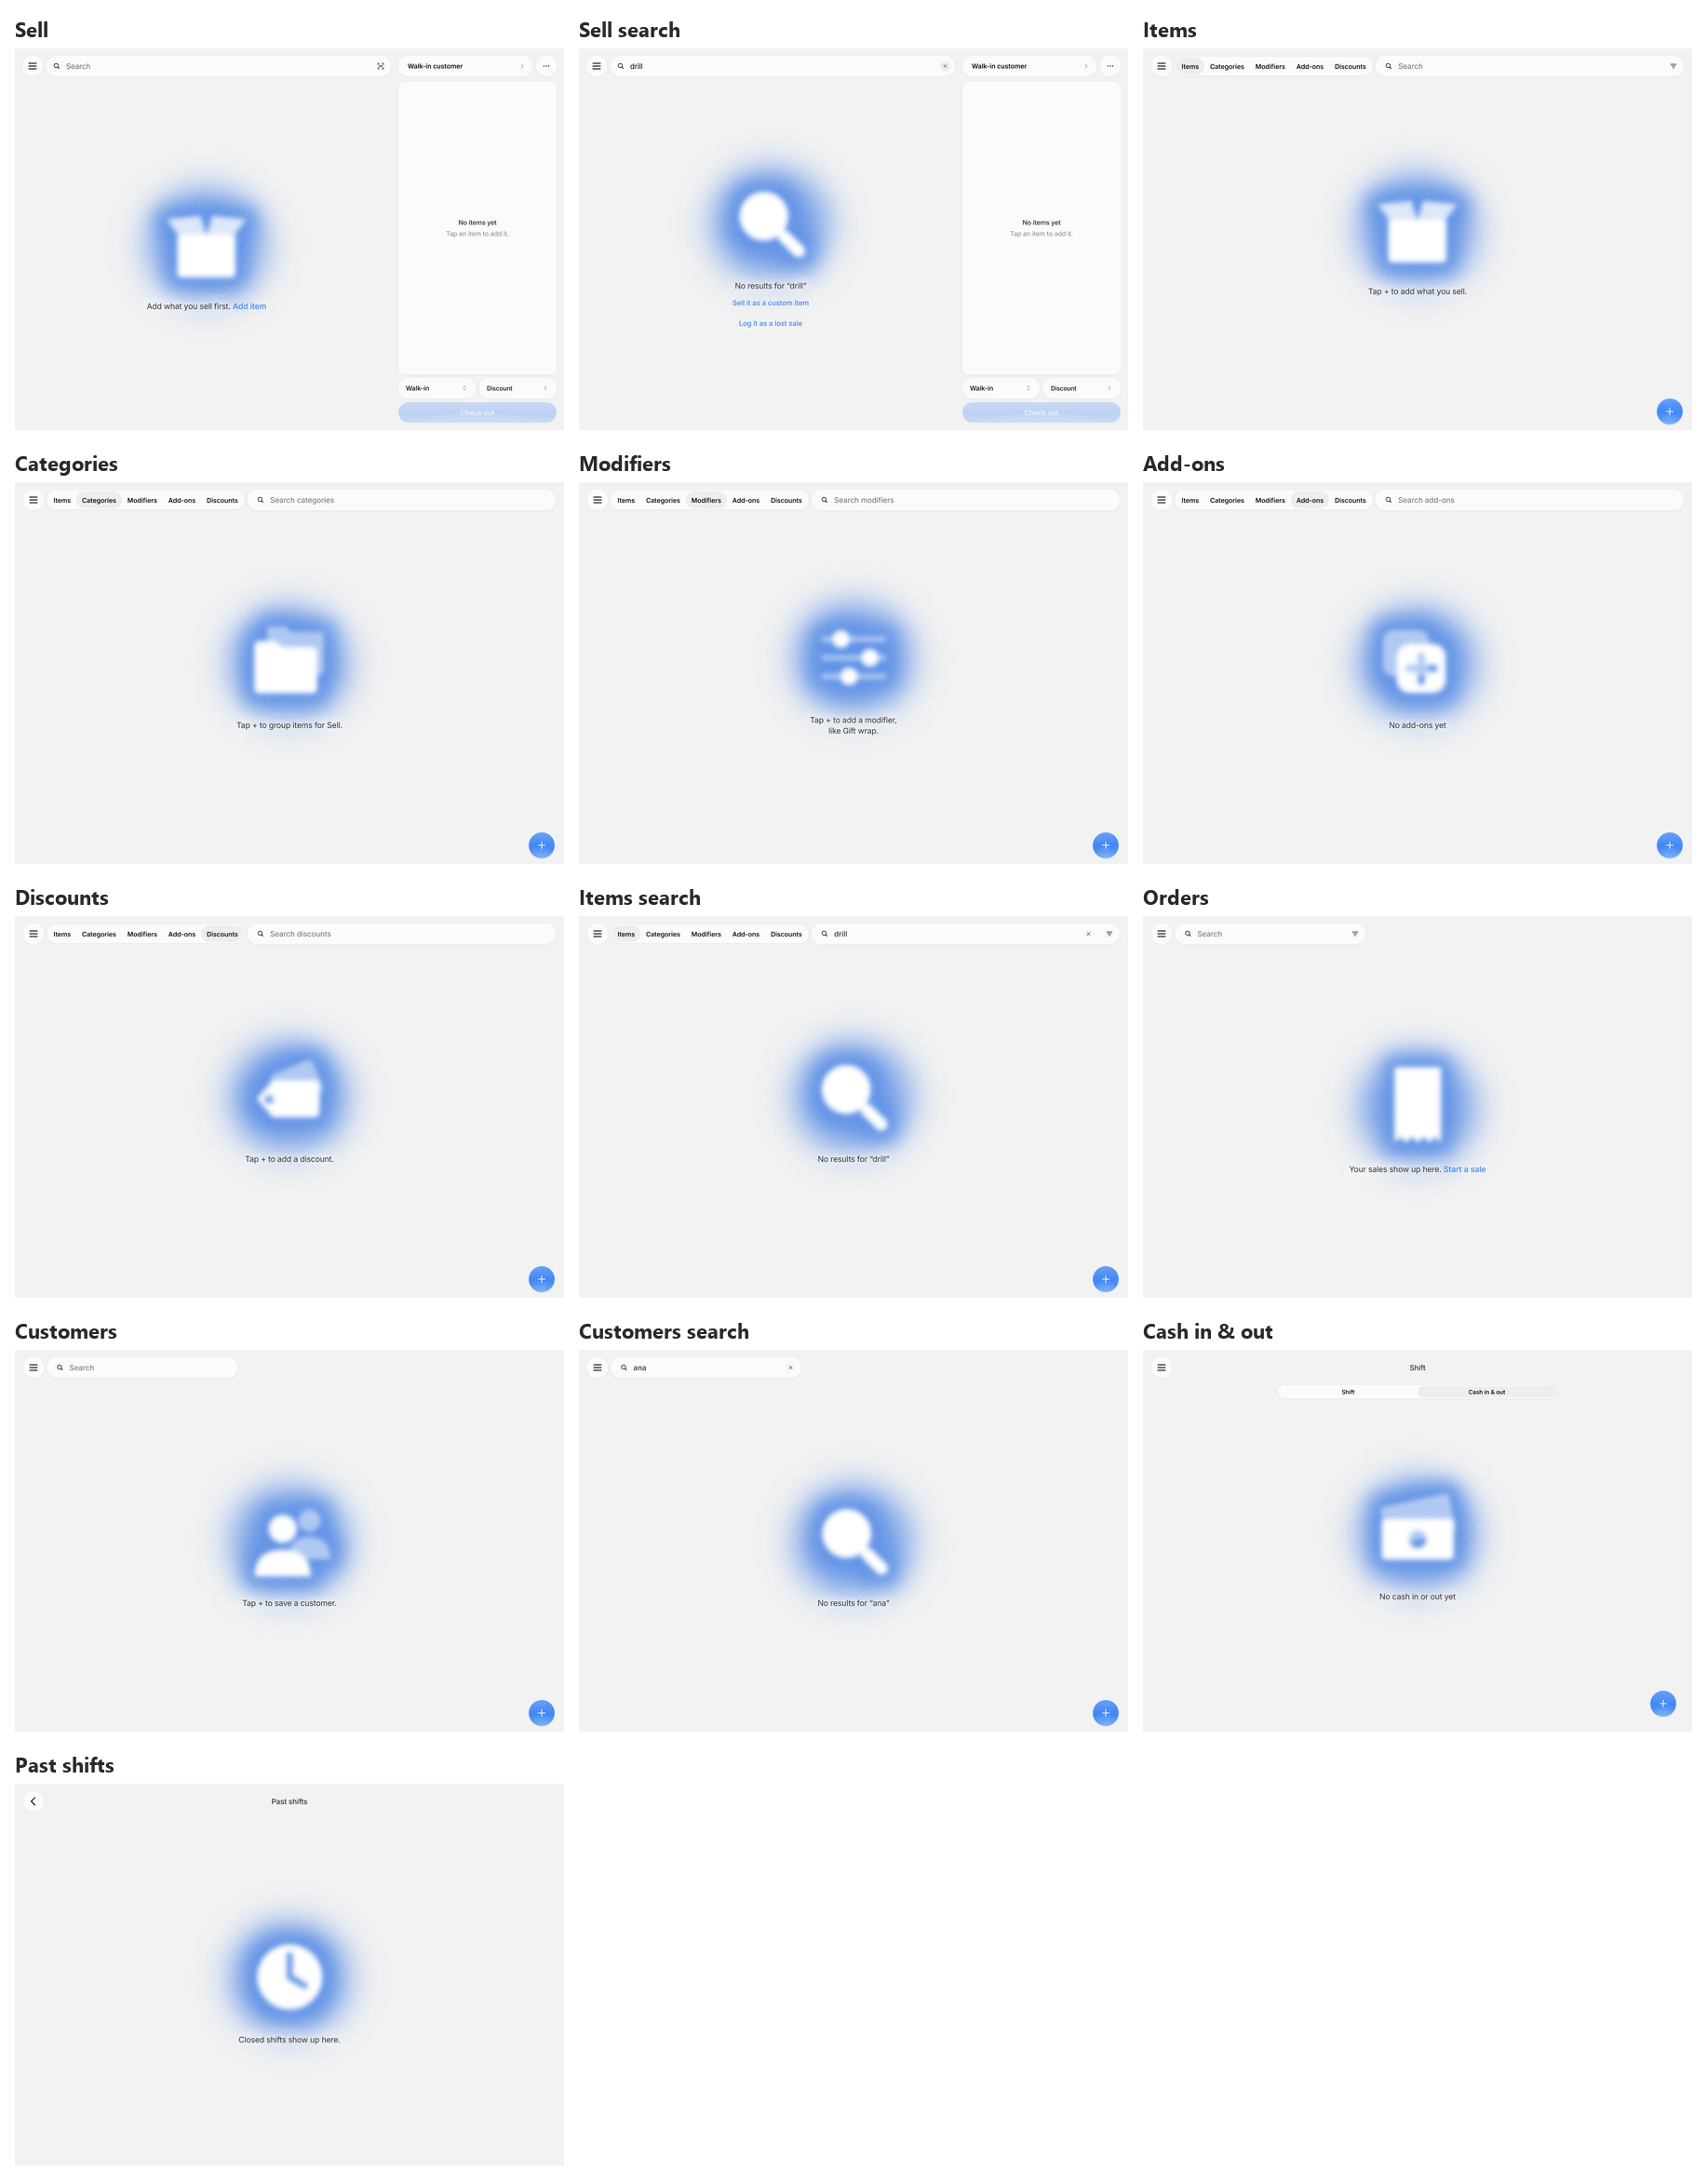 Sell
Search
Walk-in customer
No items yet
Tap an item to add it.
Add what you sell first. Add item
Walk-in
Discount
Check out
Sell search
drill
Walk-in customer
No items yet
Tap an item to add it.
No results for “drill”
Sell it as a custom item
Log it as a lost sale
Walk-in
Discount
Check out
Items
Items Categories Modifiers Add-ons Discounts
Search
Tap + to add what you sell.
Categories
Items Categories Modifiers Add-ons Discounts
Search categories
Tap + to group items for Sell.
Modifiers
Items Categories Modifiers Add-ons Discounts
Search modifiers
Tap + to add a modifier,
like Gift wrap.
Add-ons
Items Categories Modifiers Add-ons Discounts
Search add-ons
No add-ons yet
Discounts
Items Categories Modifiers Add-ons Discounts
Search discounts
Tap + to add a discount.
Items search
Items Categories Modifiers Add-ons Discounts
drill
No results for “drill”
Orders
Search
Your sales show up here. Start a sale
Customers
Search
Tap + to save a customer.
Customers search
ana
No results for “ana”
Cash in & out
Shift
Shift
Cash in & out
No cash in or out yet
Past shifts
Past shifts
Closed shifts show up here.